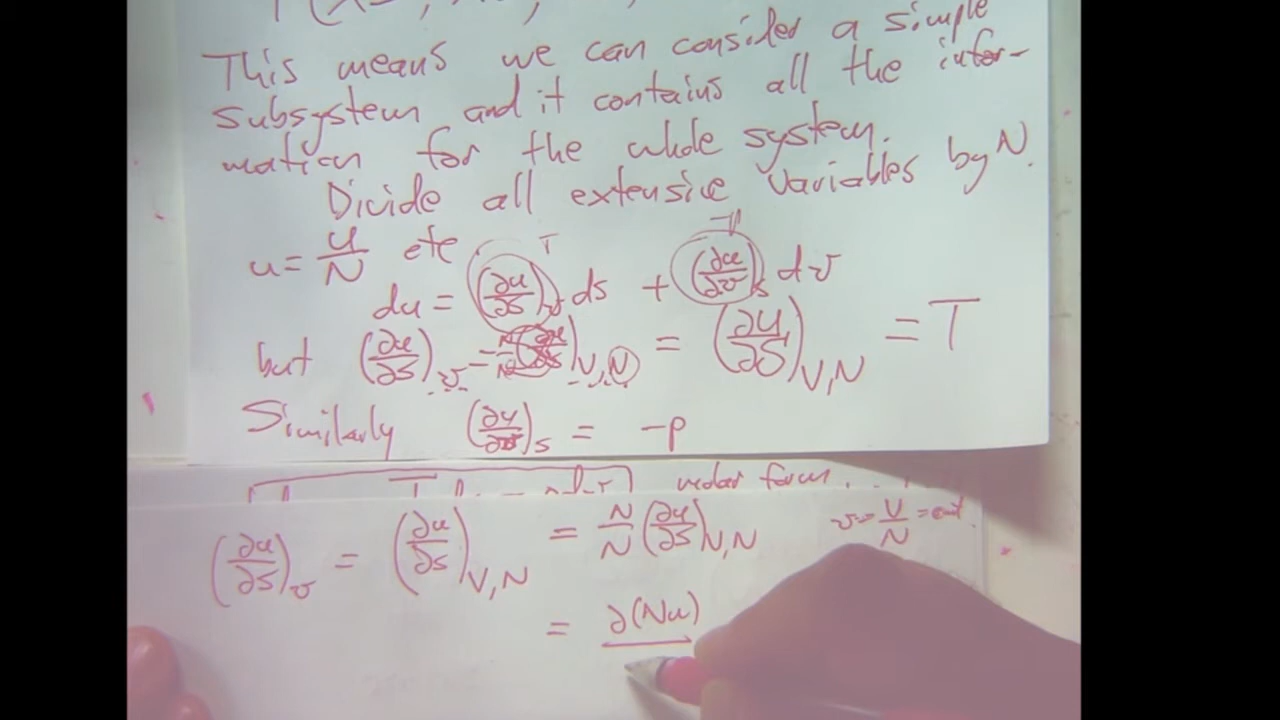 This means we can consider a simple
subsystem and it contains all the infor-
mation for the whole system.
Divide all extensive variables by N.
u = U/N etc
T -p
du = (∂u/∂s)_v ds + (∂u/∂v)_s dv
but (∂u/∂s)_v = (∂U/∂S)_V,N = T
Similarly (∂u/∂v)_s = -p
molar form
(∂u/∂s)_v = (∂u/∂s)_V,N = N/N (∂u/∂s)_V,N v = V/N =
= ∂(Nu)